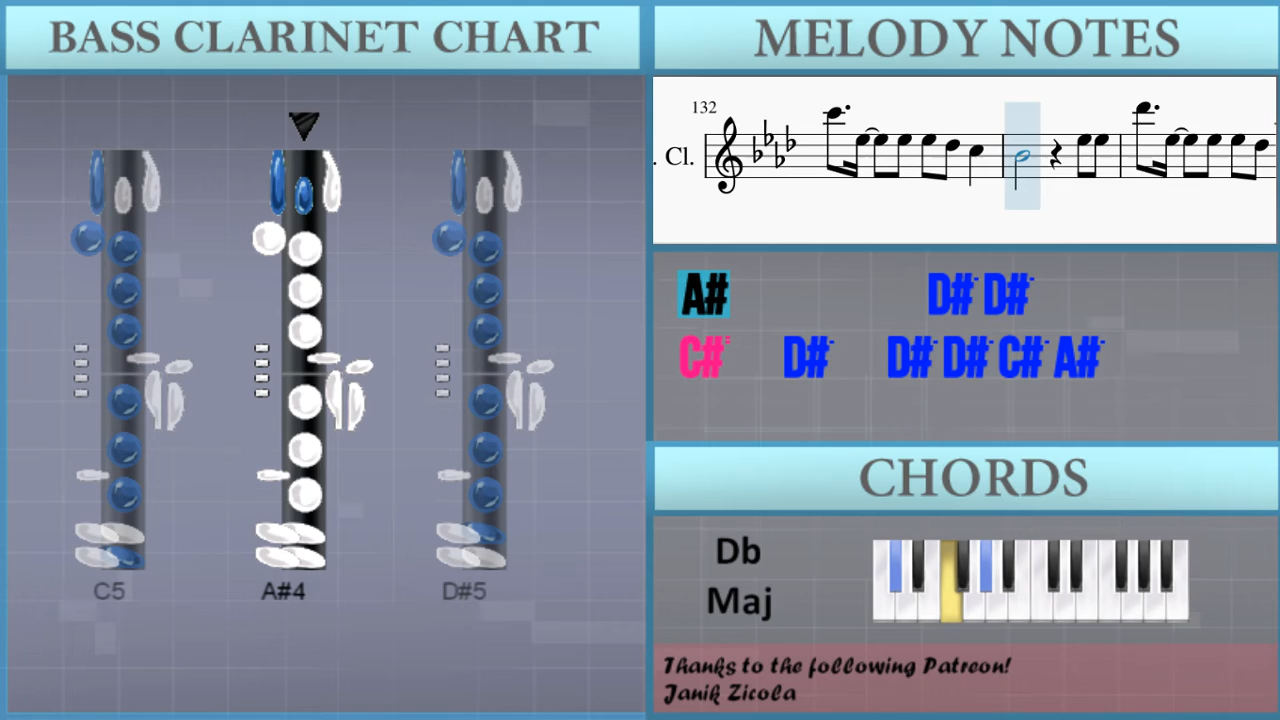 BASS CLARINET CHART
C5 A#4 D#5
MELODY NOTES
132
. Cl.
A# D#- D#-
C#= D#- D#- D#- C#- A#-
CHORDS
Db
Maj
Thanks to the following Patreon!
Janik Zicola